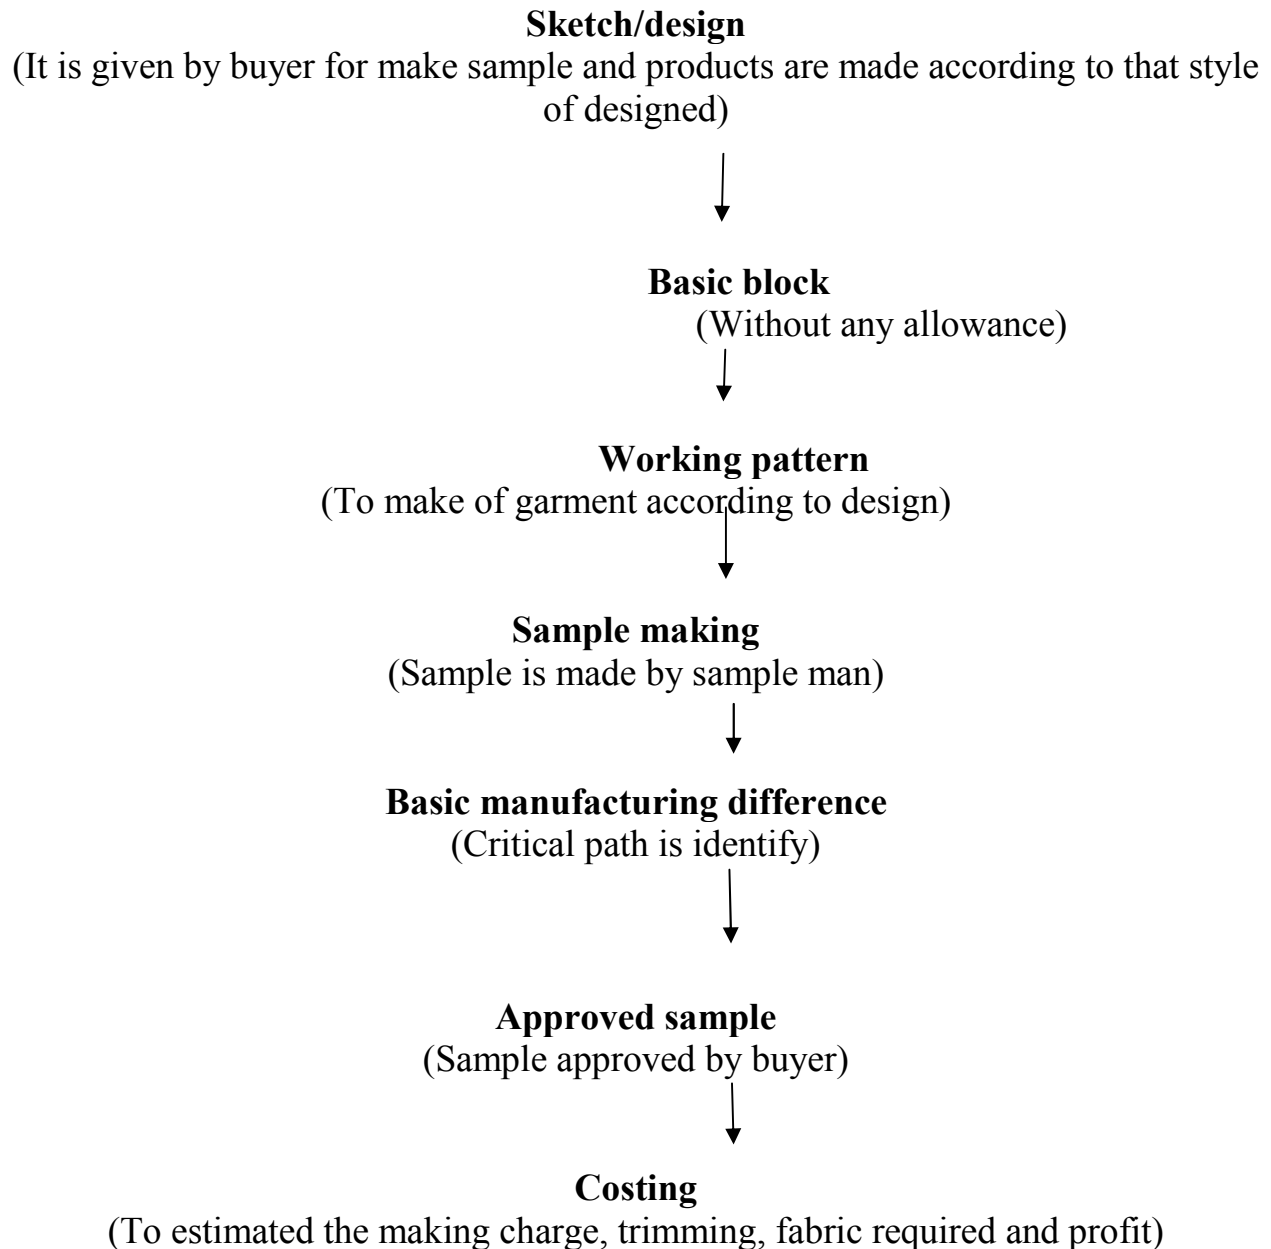 Sketch/design
(It is given by buyer for make sample and products are made according to that style
of designed)
Basic block
(Without any allowance)
Working pattern
(To make of garment according to design)
Sample making
(Sample is made by sample man)
Basic manufacturing difference
(Critical path is identify)
Approved sample
(Sample approved by buyer)
Costing
(To estimated the making charge, trimming, fabric required and profit)